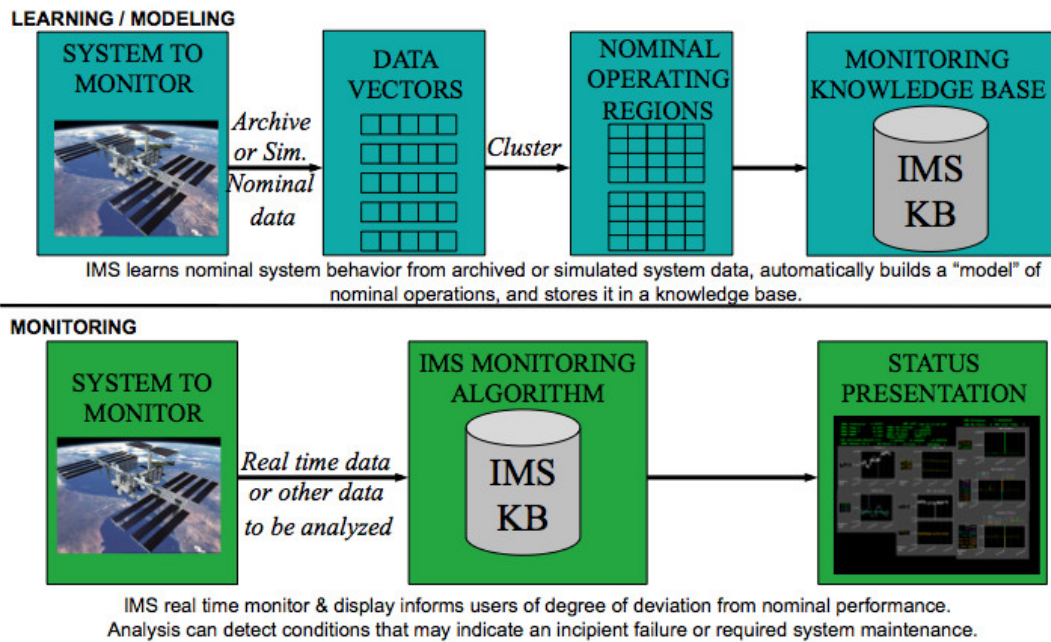 LEARNING / MODELING
SYSTEM TO
MONITOR
Archive
or Sim.
Nominal
data
DATA
VECTORS
Cluster
NOMINAL
OPERATING
REGIONS
MONITORING
KNOWLEDGE BASE
IMS
KB
IMS learns nominal system behavior from archived or simulated system data, automatically builds a “model” of
nominal operations, and stores it in a knowledge base.
MONITORING
SYSTEM TO
MONITOR
Real time data
or other data
to be analyzed
IMS MONITORING
ALGORITHM
IMS
KB
STATUS
PRESENTATION
IMS real time monitor & display informs users of degree of deviation from nominal performance.
Analysis can detect conditions that may indicate an incipient failure or required system maintenance.